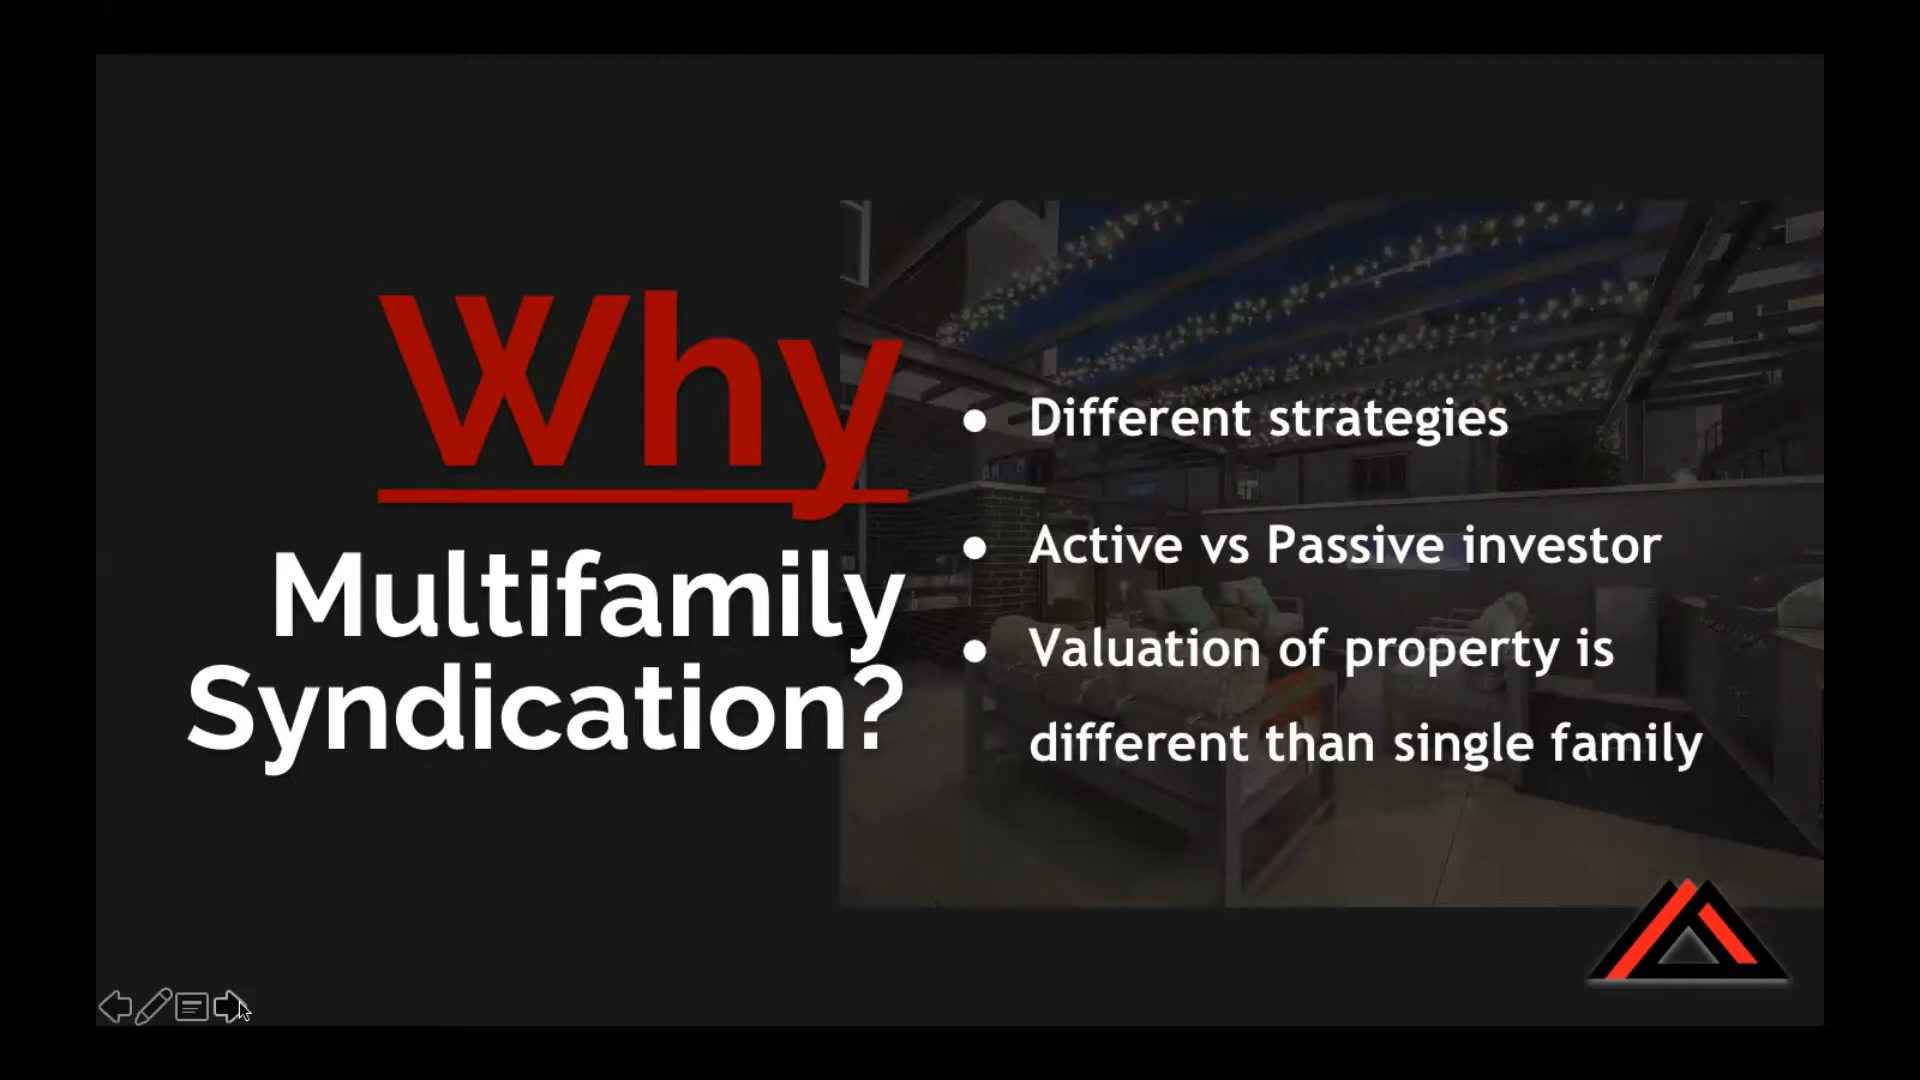 Why
Multifamily
Syndication?
● Different strategies
● Active vs Passive investor
● Valuation of property is
different than single family